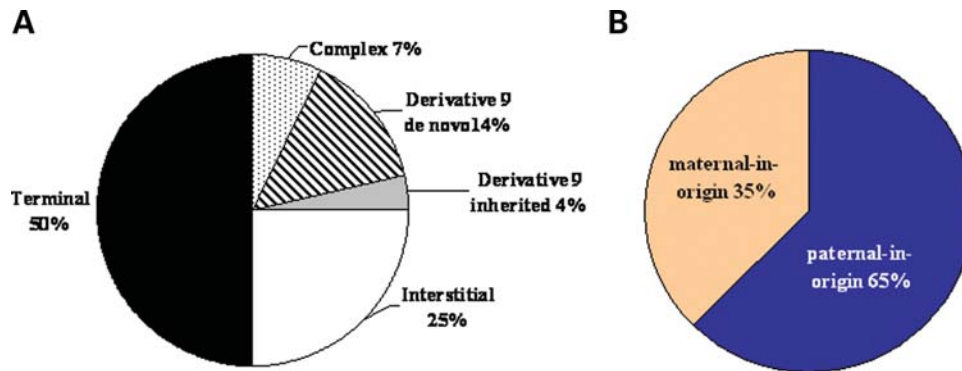 A
Complex 7%
Derivative 9
de novo14%
Derivative 9
inherited 4%
Interstitial
25%
Terminal
50%
B
maternal-in-
origin 35%
paternal-in-
origin 65%